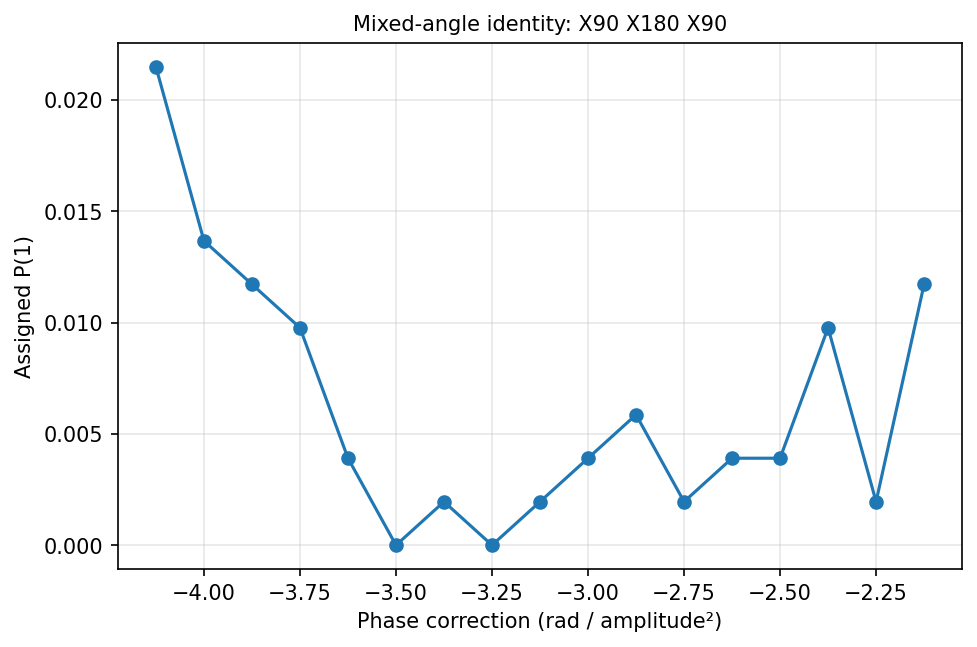 Mixed-angle identity: X90 X180 X90
Assigned P(1)
0.020
0.015
0.010
0.005
0.000
−4.00 −3.75 −3.50 −3.25 −3.00 −2.75 −2.50 −2.25
Phase correction (rad / amplitude²)